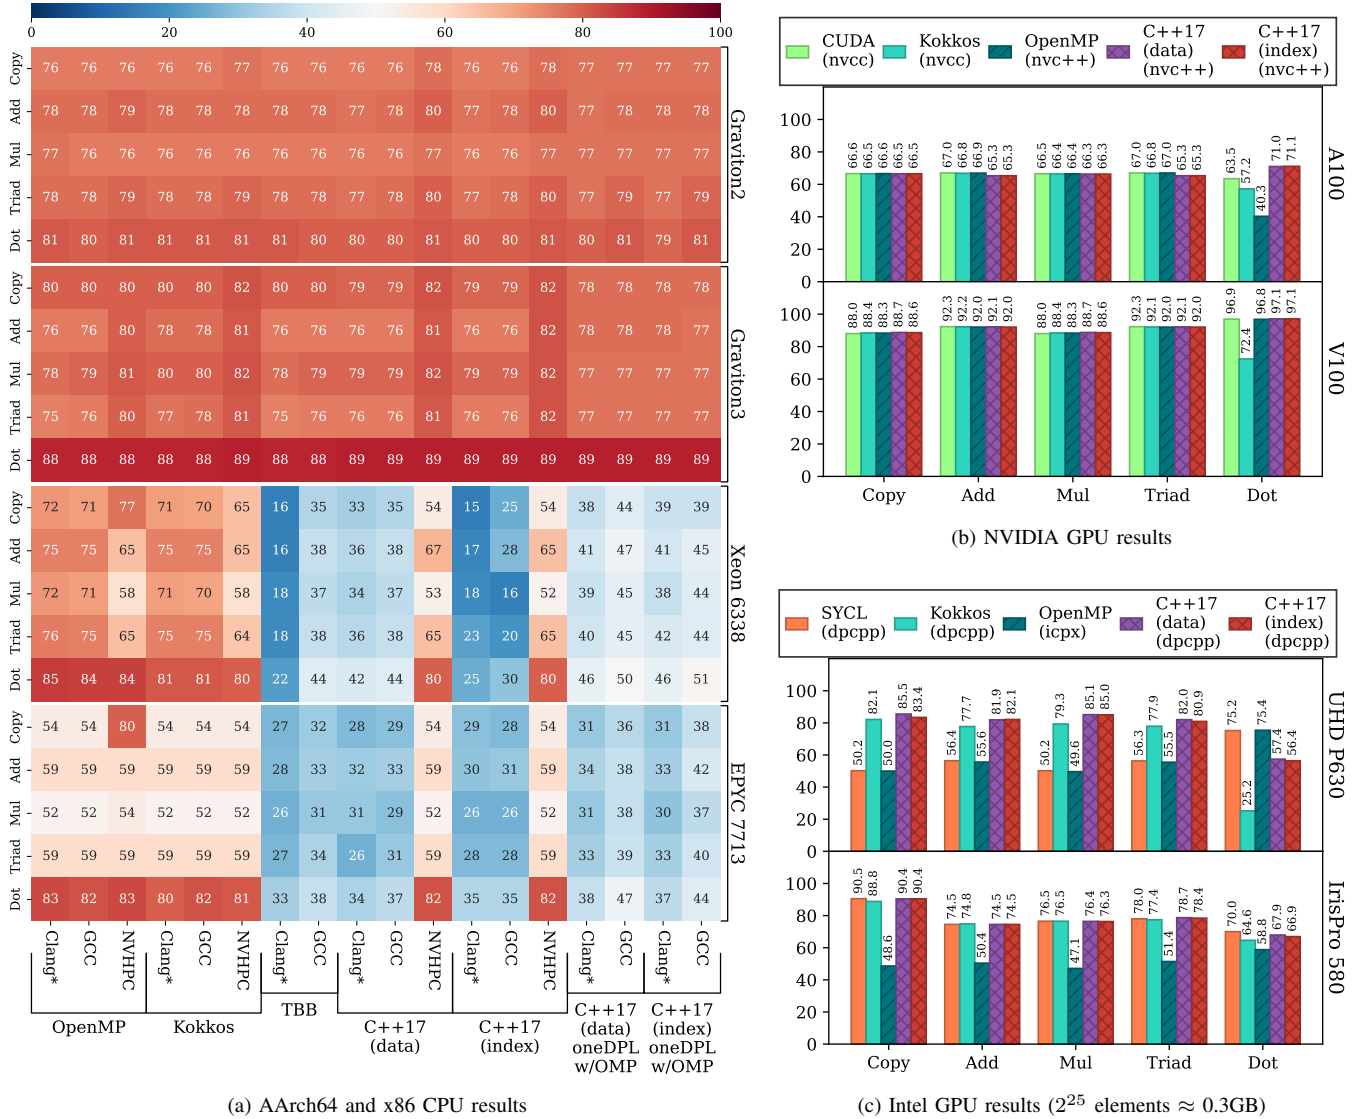 0 20 40 60 80 100
Copy 76 76 76 76 76 77 76 76 76 76 78 76 76 78 77 77 77 77
Add 78 78 79 78 78 78 78 78 77 78 80 77 78 80 77 78 78 78
Mul 77 76 76 76 76 76 76 76 76 76 77 76 76 77 77 77 77 77
Triad 78 78 79 78 78 79 78 78 77 78 80 77 78 80 78 79 77 79
Dot 81 80 81 81 81 81 81 80 80 80 81 80 80 81 80 81 79 81
Graviton2
Copy 80 80 80 80 80 82 80 80 79 79 82 79 79 82 78 78 78 78
Add 76 76 80 78 78 81 76 76 76 76 81 76 76 82 78 78 78 77
Mul 78 79 81 80 80 82 78 79 79 79 82 79 79 82 77 77 77 77
Triad 75 76 80 77 78 81 75 76 76 76 81 76 76 82 77 77 77 77
Dot 88 88 88 88 88 89 88 88 89 89 89 89 89 89 89 89 89 89
Graviton3
Copy 72 71 77 71 70 65 16 35 33 35 54 15 25 54 38 44 39 39
Add 75 75 65 75 75 65 16 38 36 38 67 17 28 65 41 47 41 45
Mul 72 71 58 71 70 58 18 37 34 37 53 18 16 52 39 45 38 44
Triad 76 75 65 75 75 64 18 38 36 38 65 23 20 65 40 45 42 44
Dot 85 84 84 81 81 80 22 44 42 44 80 25 30 80 46 50 46 51
Xeon 6338
Copy 54 54 80 54 54 54 27 32 28 29 54 29 28 54 31 36 31 38
Add 59 59 59 59 59 59 28 33 32 33 59 30 31 59 34 38 33 42
Mul 52 52 54 52 52 52 26 31 31 29 52 26 26 52 31 38 30 37
Triad 59 59 59 59 59 59 27 34 26 31 59 28 28 59 33 39 33 40
Dot 83 82 83 80 82 81 33 38 34 37 82 35 35 82 38 47 37 44
EPYC 7713
Clang* GCC NVHPC Clang* GCC NVHPC Clang* GCC Clang* GCC NVHPC Clang* GCC NVHPC Clang* GCC Clang* GCC
OpenMP
Kokkos
TBB
C++17
(data)
C++17
(index)
C++17
(data)
oneDPL
w/OMP
C++17
(index)
oneDPL
w/OMP
(a) AArch64 and x86 CPU results
CUDA
(nvcc)
Kokkos
(nvcc)
OpenMP
(nvc++)
C++17
(data)
(nvc++)
C++17
(index)
(nvc++)
100
80
60
40
20
0
66.6 66.5 66.6 66.5 66.5
67.0 66.8 66.9 65.3 65.3
66.5 66.4 66.4 66.3 66.3
67.0 66.8 67.0 65.3 65.3
63.5 57.2 40.3 71.0 71.1
A100
100
80
60
40
20
0
88.0 88.4 88.3 88.7 88.6
92.3 92.2 92.0 92.1 92.0
88.0 88.4 88.3 88.7 88.6
92.3 92.1 92.0 92.1 92.0
96.9 72.4 96.8 97.1 97.1
V100
Copy Add Mul Triad Dot
(b) NVIDIA GPU results
SYCL
(dpcpp)
Kokkos
(dpcpp)
OpenMP
(icpx)
C++17
(data)
(dpcpp)
C++17
(index)
(dpcpp)
100
80
60
40
20
0
50.2 82.1 50.0 85.5 83.4
56.4 77.7 55.6 81.9 82.1
50.2 79.3 49.6 85.1 85.0
56.3 77.9 55.5 82.0 80.9
75.2 25.2 75.4 57.4 56.4
UHD P630
100
80
60
40
20
0
90.5 88.8 48.6 90.4 90.4
74.5 74.8 50.4 74.5 74.5
76.5 76.5 47.1 76.4 76.3
78.0 77.4 51.4 78.7 78.4
70.0 64.6 58.8 67.9 66.9
IrisPro 580
Copy Add Mul Triad Dot
(c) Intel GPU results (2²⁵ elements ≈ 0.3GB)